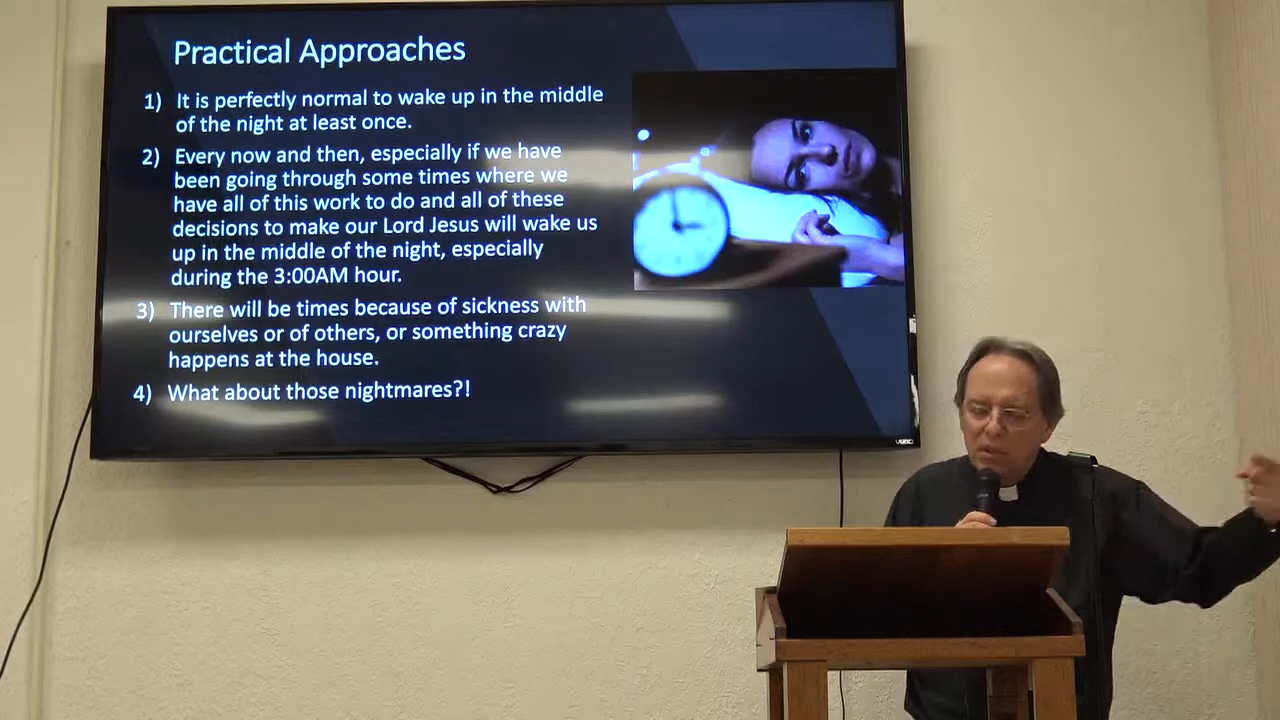 Practical Approaches
1) It is perfectly normal to wake up in the middle
of the night at least once.
2) Every now and then, especially if we have
been going through some times where we
have all of this work to do and all of these
decisions to make our Lord Jesus will wake us
up in the middle of the night, especially
during the 3:00AM hour.
3) There will be times because of sickness with
ourselves or of others, or something crazy
happens at the house.
4) What about those nightmares?!
VIZIO